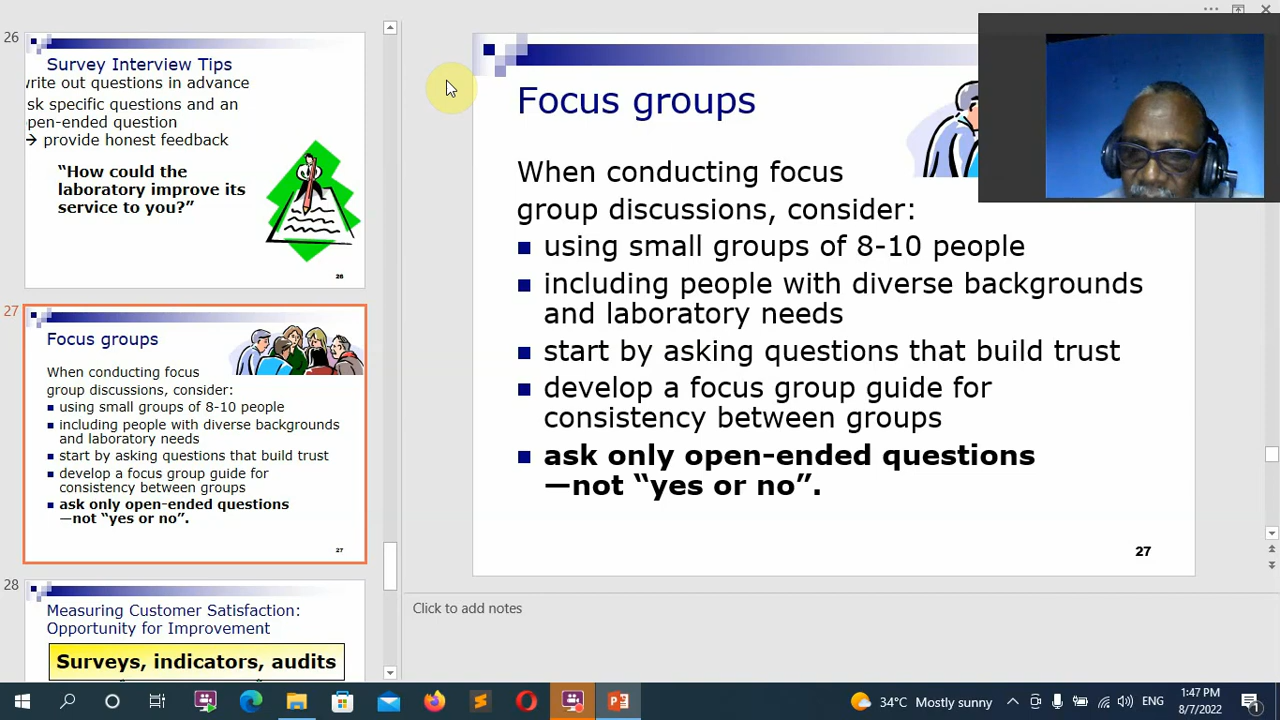 26
Survey Interview Tips
rite out questions in advance
sk specific questions and an
pen-ended question
→ provide honest feedback
“How could the
laboratory improve its
service to you?”
26
27
Focus groups
When conducting focus
group discussions, consider:
using small groups of 8-10 people
including people with diverse backgrounds
and laboratory needs
start by asking questions that build trust
develop a focus group guide for
consistency between groups
ask only open-ended questions
—not “yes or no”.
27
28
Measuring Customer Satisfaction:
Opportunity for Improvement
Surveys, indicators, audits
Focus groups
When conducting focus
group discussions, consider:
using small groups of 8-10 people
including people with diverse backgrounds
and laboratory needs
start by asking questions that build trust
develop a focus group guide for
consistency between groups
ask only open-ended questions
—not “yes or no”.
27
Click to add notes
34°C Mostly sunny
ENG
1:47 PM
8/7/2022
1